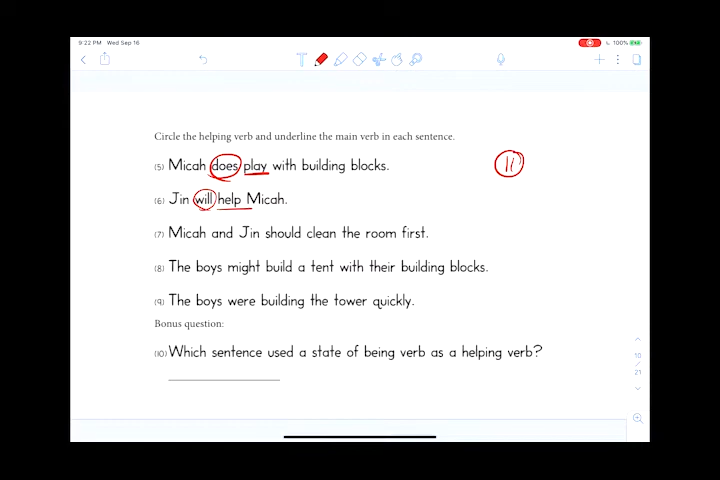 9:22 PM Wed Sep 16
100%
T
Circle the helping verb and underline the main verb in each sentence.
(5) Micah does play with building blocks.
11
(6) Jin will help Micah.
(7) Micah and Jin should clean the room first.
(8) The boys might build a tent with their building blocks.
(9) The boys were building the tower quickly.
Bonus question:
(10) Which sentence used a state of being verb as a helping verb?
10
/
21